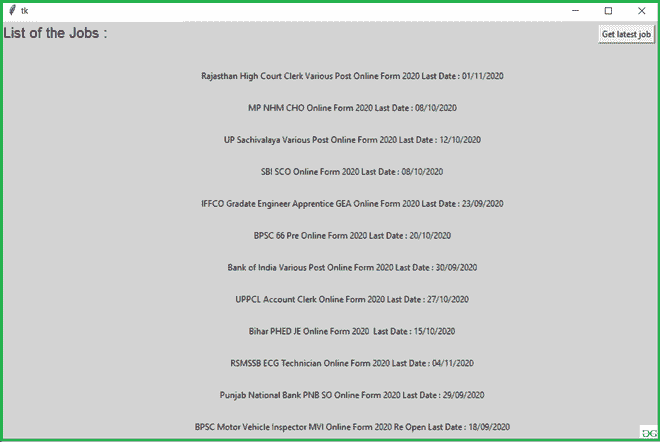 tk
List of the Jobs :
Get latest job
Rajasthan High Court Clerk Various Post Online Form 2020 Last Date : 01/11/2020
MP NHM CHO Online Form 2020 Last Date : 08/10/2020
UP Sachivalaya Various Post Online Form 2020 Last Date : 12/10/2020
SBI SCO Online Form 2020 Last Date : 08/10/2020
IFFCO Gradate Engineer Apprentice GEA Online Form 2020 Last Date : 23/09/2020
BPSC 66 Pre Online Form 2020 Last Date : 20/10/2020
Bank of India Various Post Online Form 2020 Last Date : 30/09/2020
UPPCL Account Clerk Online Form 2020 Last Date : 27/10/2020
Bihar PHED JE Online Form 2020  Last Date : 15/10/2020
RSMSSB ECG Technician Online Form 2020 Last Date : 04/11/2020
Punjab National Bank PNB SO Online Form 2020 Last Date : 29/09/2020
BPSC Motor Vehicle Inspector MVI Online Form 2020 Re Open Last Date : 18/09/2020